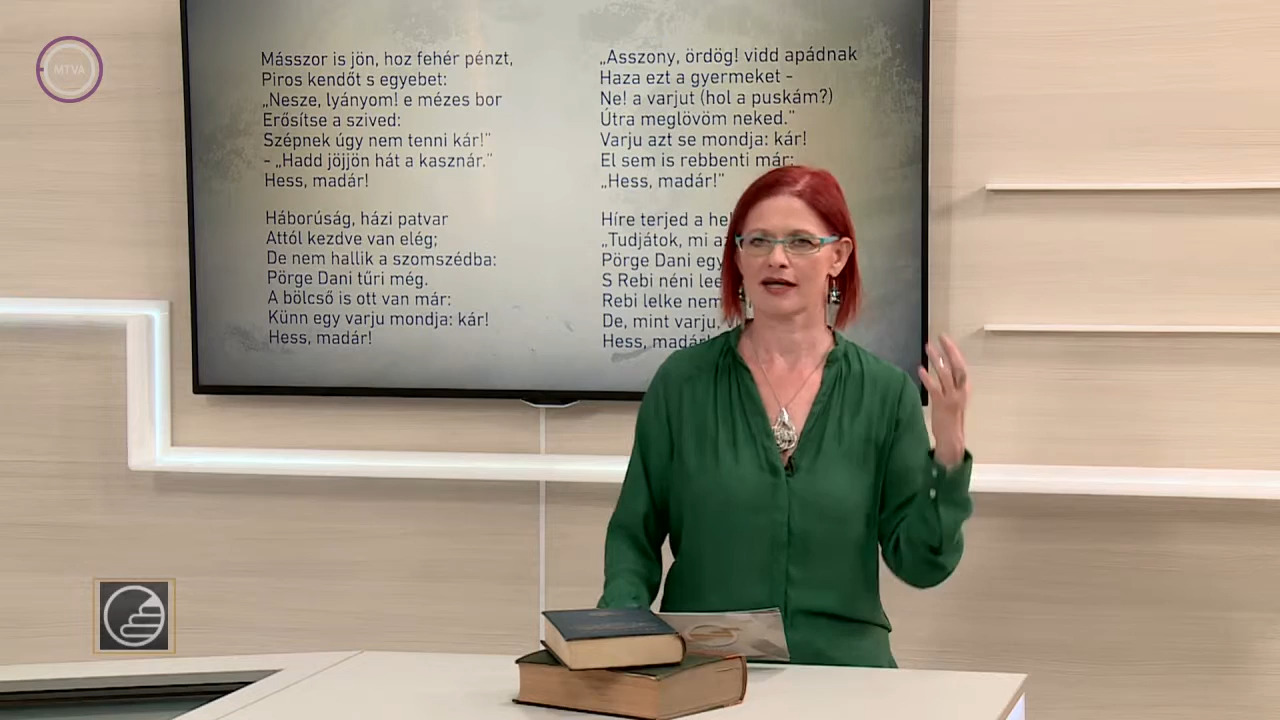 MTVA
Másszor is jön, hoz fehér pénzt,
Piros kendőt s egyebet:
„Nesze, lyányom! e mézes bor
Erősítse a szived:
Szépnek úgy nem tenni kár!”
- „Hadd jöjjön hát a kasznár.”
Hess, madár!
Háborúság, házi patvar
Attól kezdve van elég;
De nem hallik a szomszédba:
Pörge Dani tűri még.
A bölcső is ott van már:
Künn egy varju mondja: kár!
Hess, madár!
„Asszony, ördög! vidd apádnak
Haza ezt a gyermeket -
Ne! a varjut (hol a puskám?)
Útra meglövöm neked.”
Varju azt se mondja: kár!
El sem is rebbenti már:
„Hess, madár!”
Híre terjed a
„Tudjátok, mi
Pörge Dani egy
S Rebi néni
Rebi lelke nem
De, mint varju,
Hess, madár!